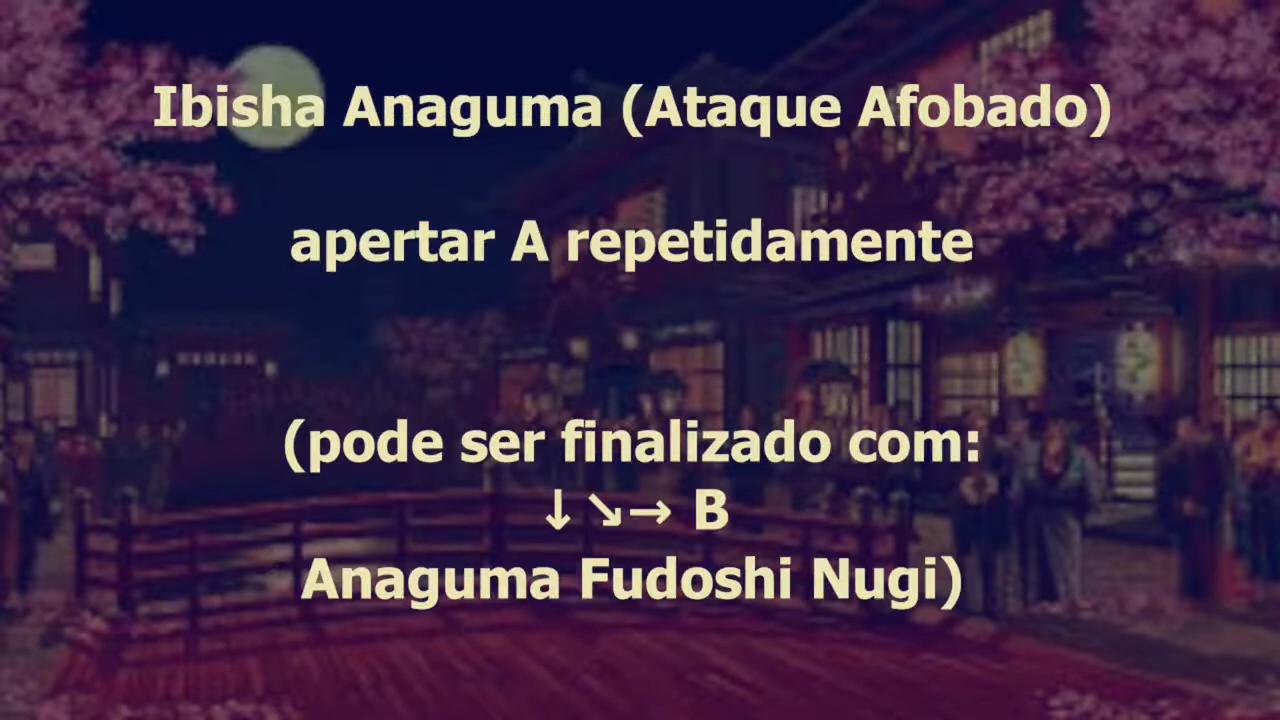 Ibisha Anaguma (Ataque Afobado)
apertar A repetidamente
(pode ser finalizado com:
↓↘→ B
Anaguma Fudoshi Nugi)